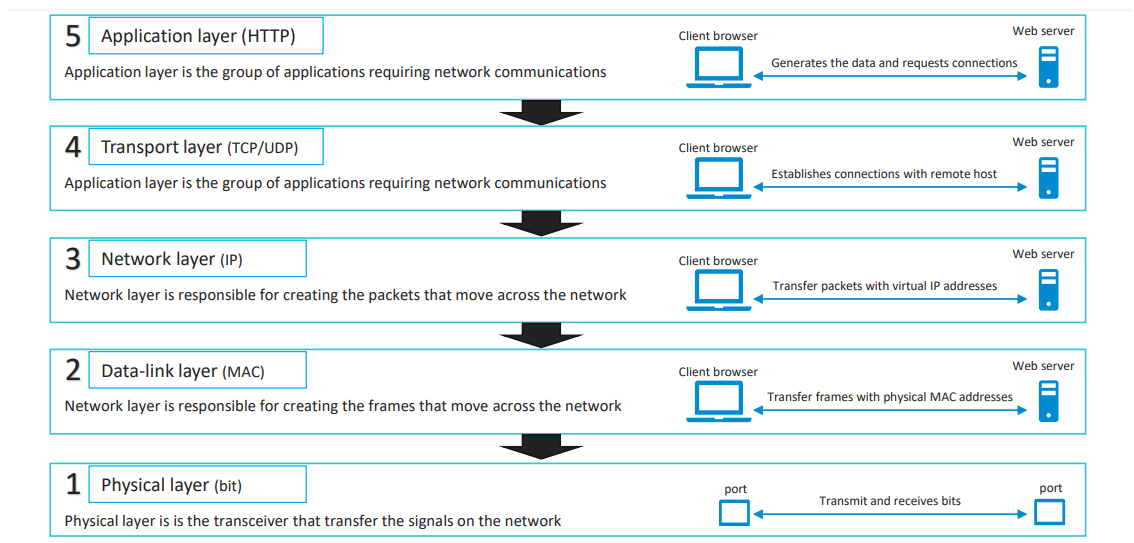 5 Application layer (HTTP)
Application layer is the group of applications requiring network communications
Client browser
Generates the data and requests connections
Web server
4 Transport layer (TCP/UDP)
Application layer is the group of applications requiring network communications
Client browser
Establishes connections with remote host
Web server
3 Network layer (IP)
Network layer is responsible for creating the packets that move across the network
Client browser
Transfer packets with virtual IP addresses
Web server
2 Data-link layer (MAC)
Network layer is responsible for creating the frames that move across the network
Client browser
Transfer frames with physical MAC addresses
Web server
1 Physical layer (bit)
Physical layer is is the transceiver that transfer the signals on the network
port
Transmit and receives bits
port